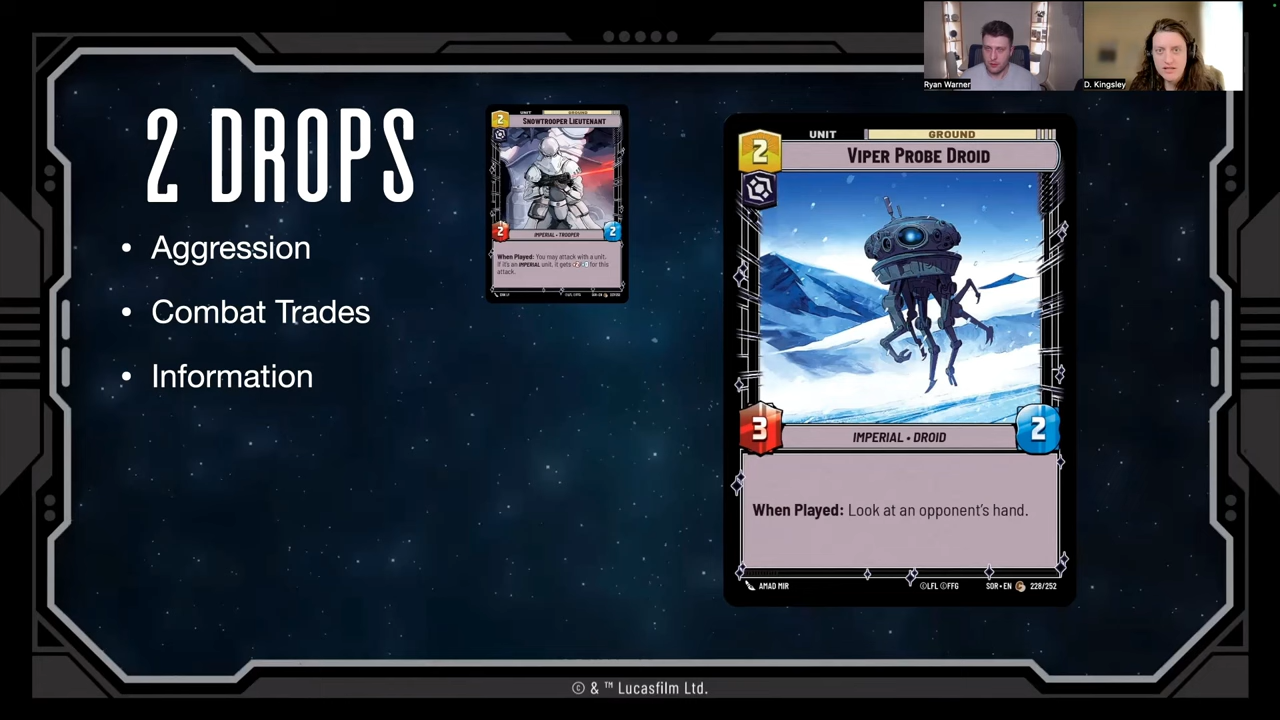 Ryan Warner
D. Kingsley
2 DROPS
• Aggression
• Combat Trades
• Information
2
UNIT
GROUND
SNOWTROOPER LIEUTENANT
2
IMPERIAL • TROOPER
2
When Played: You may attack with a unit.
If it's an IMPERIAL unit, it gets
for this
attack.
2
UNIT
GROUND
VIPER PROBE DROID
3
IMPERIAL • DROID
2
When Played: Look at an opponent's hand.
AMAD MIR
©LFL ©FFG
SOR • EN
228/252
© & ™ Lucasfilm Ltd.